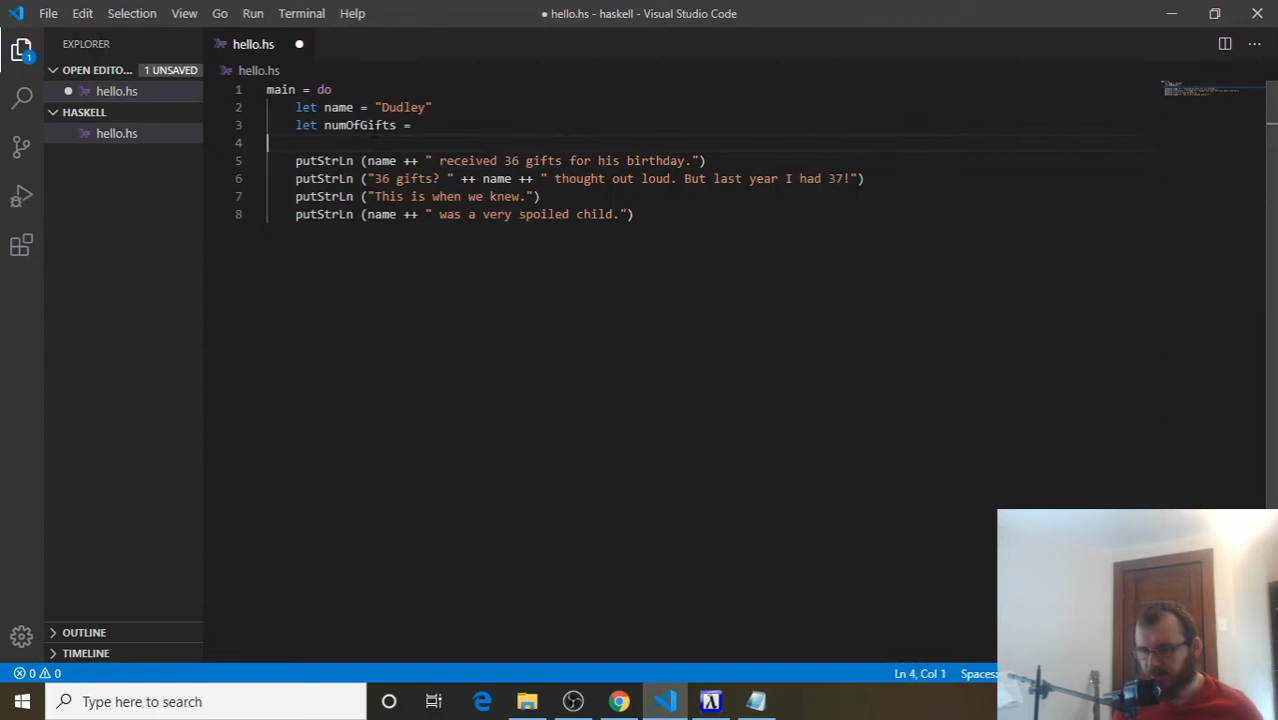 File Edit Selection View Go Run Terminal Help
● hello.hs - haskell - Visual Studio Code
EXPLORER
hello.hs
OPEN EDITO... 1 UNSAVED
hello.hs
hello.hs
HASKELL
hello.hs
1 main = do
2 let name = "Dudley"
3 let numOfGifts =
4
5 putStrLn (name ++ " received 36 gifts for his birthday.")
6 putStrLn ("36 gifts? " ++ name ++ " thought out loud. But last year I had 37!")
7 putStrLn ("This is when we knew.")
8 putStrLn (name ++ " was a very spoiled child.")
OUTLINE
TIMELINE
0 0 Ln 4, Col 1 Spaces:
Type here to search